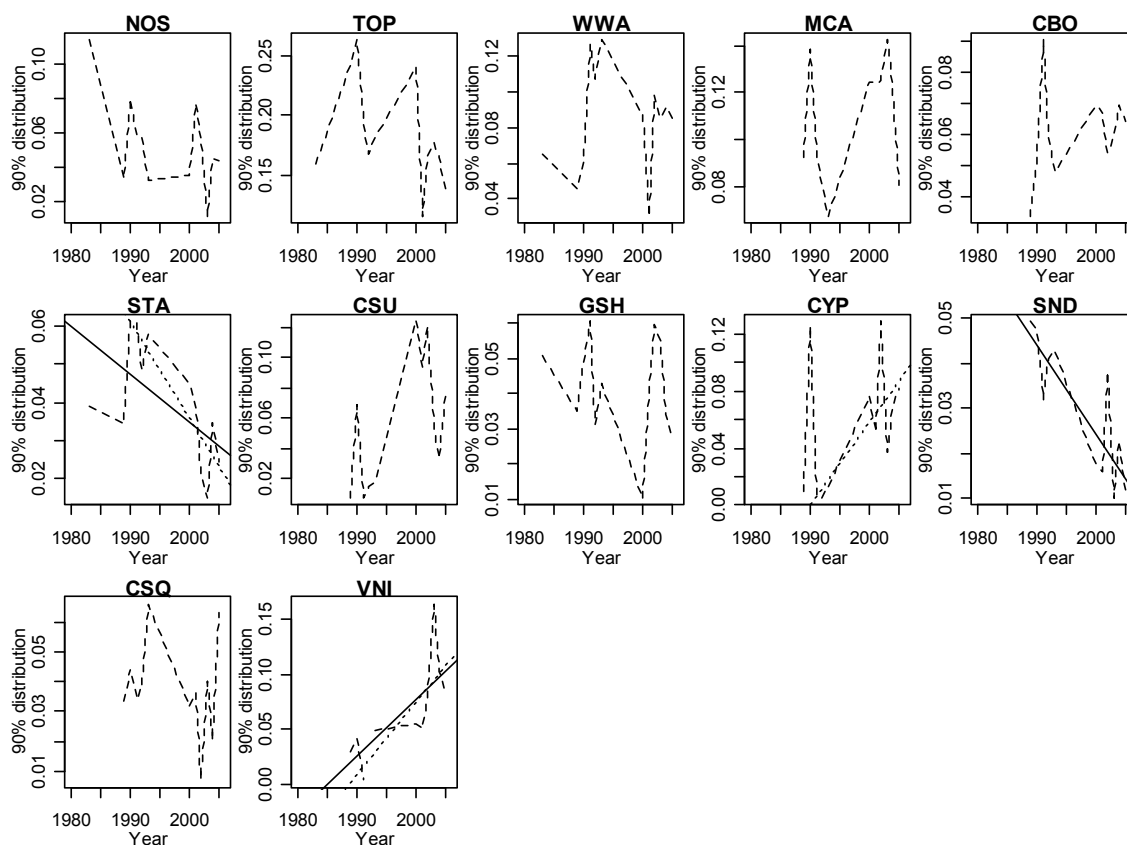 NOS TOP WWA MCA CBO
90% distribution 90% distribution 90% distribution 90% distribution 90% distribution
0.10 0.25 0.12 0.12 0.08
0.06 0.20 0.08 0.08 0.06
0.02 0.15 0.04 0.04
1980 1990 2000 1980 1990 2000 1980 1990 2000 1980 1990 2000 1980 1990 2000
Year Year Year Year Year
STA CSU GSH CYP SND
90% distribution 90% distribution 90% distribution 90% distribution 90% distribution
0.06 0.10 0.05 0.12 0.05
0.04 0.06 0.03 0.08 0.03
0.02 0.02 0.01 0.04 0.01
0.00
1980 1990 2000 1980 1990 2000 1980 1990 2000 1980 1990 2000 1980 1990 2000
Year Year Year Year Year
CSQ VNI
90% distribution 90% distribution
0.05 0.15
0.03 0.10
0.01 0.05
0.00
1980 1990 2000 1980 1990 2000
Year Year